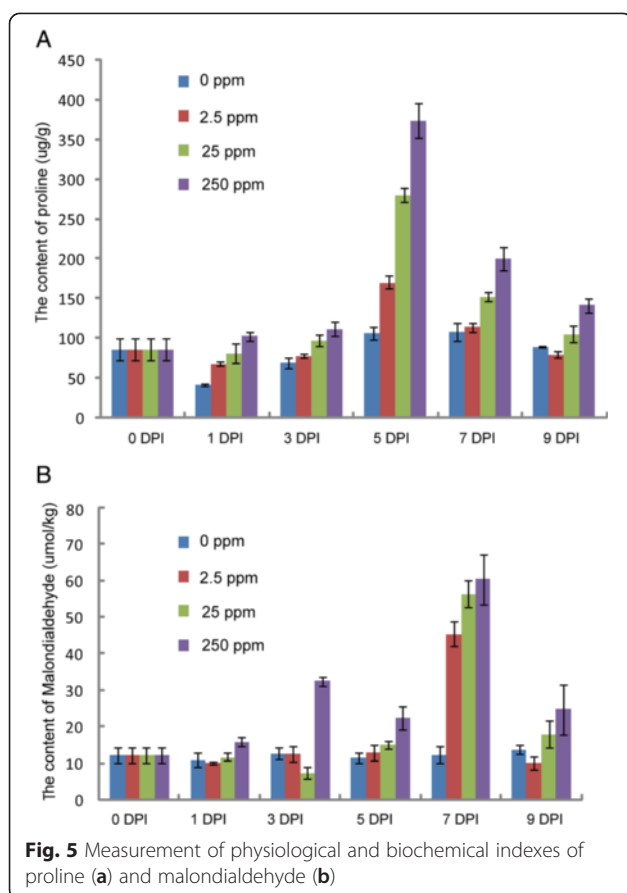 A
The content of proline (ug/g)
450
400
350
300
250
200
150
100
50
0
0 ppm
2.5 ppm
25 ppm
250 ppm
0 DPI 1 DPI 3 DPI 5 DPI 7 DPI 9 DPI
B
The content of Malondialdehyde (umol/kg)
80
70
60
50
40
30
20
10
0
0 ppm
2.5 ppm
25 ppm
250 ppm
0 DPI 1 DPI 3 DPI 5 DPI 7 DPI 9 DPI
Fig. 5 Measurement of physiological and biochemical indexes of
proline (a) and malondialdehyde (b)